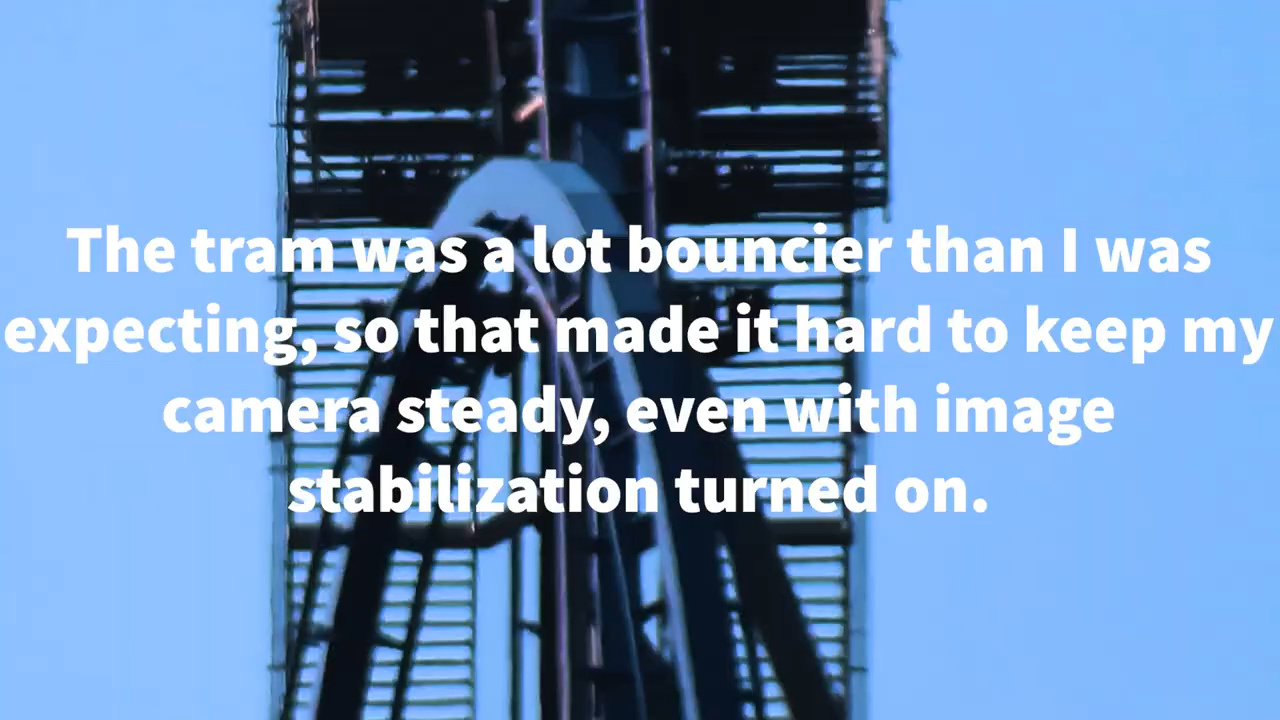 The tram was a lot bouncier than I was
expecting, so that made it hard to keep my
camera steady, even with image
stabilization turned on.